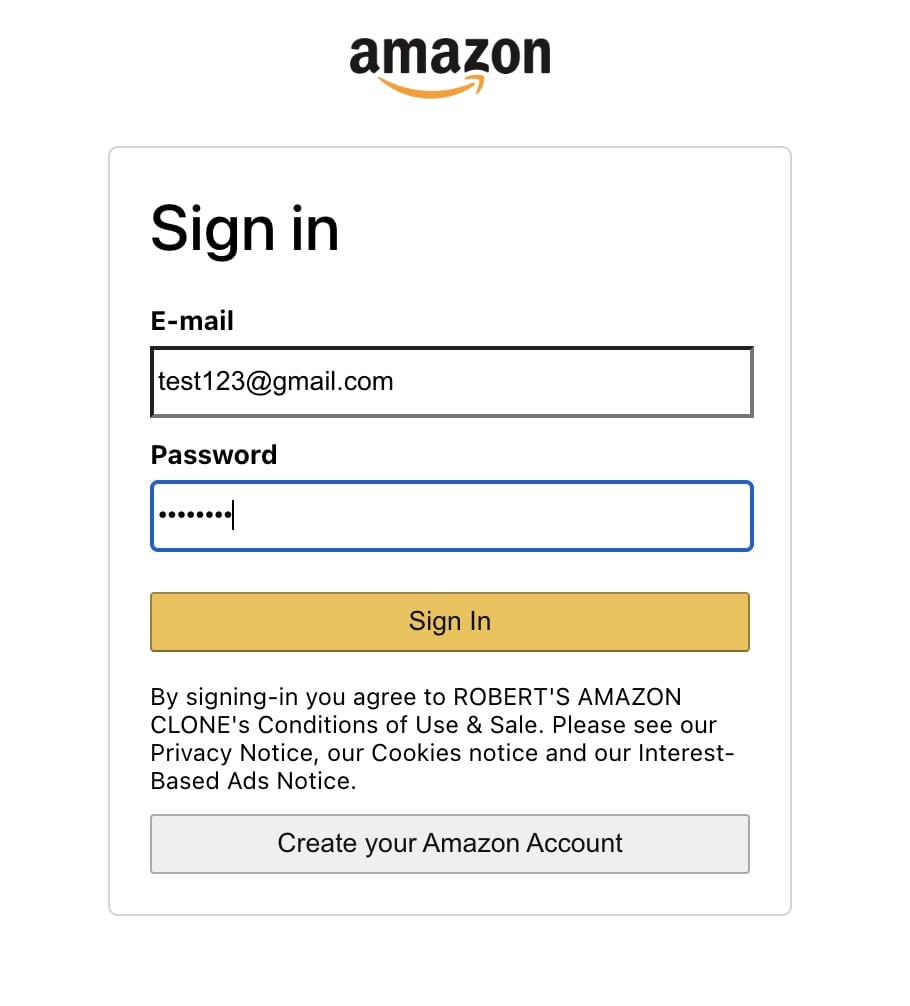 amazon
Sign in
E-mail
test123@gmail.com
Password
••••••••
Sign In
By signing-in you agree to ROBERT'S AMAZON
CLONE's Conditions of Use & Sale. Please see our
Privacy Notice, our Cookies notice and our Interest-
Based Ads Notice.
Create your Amazon Account